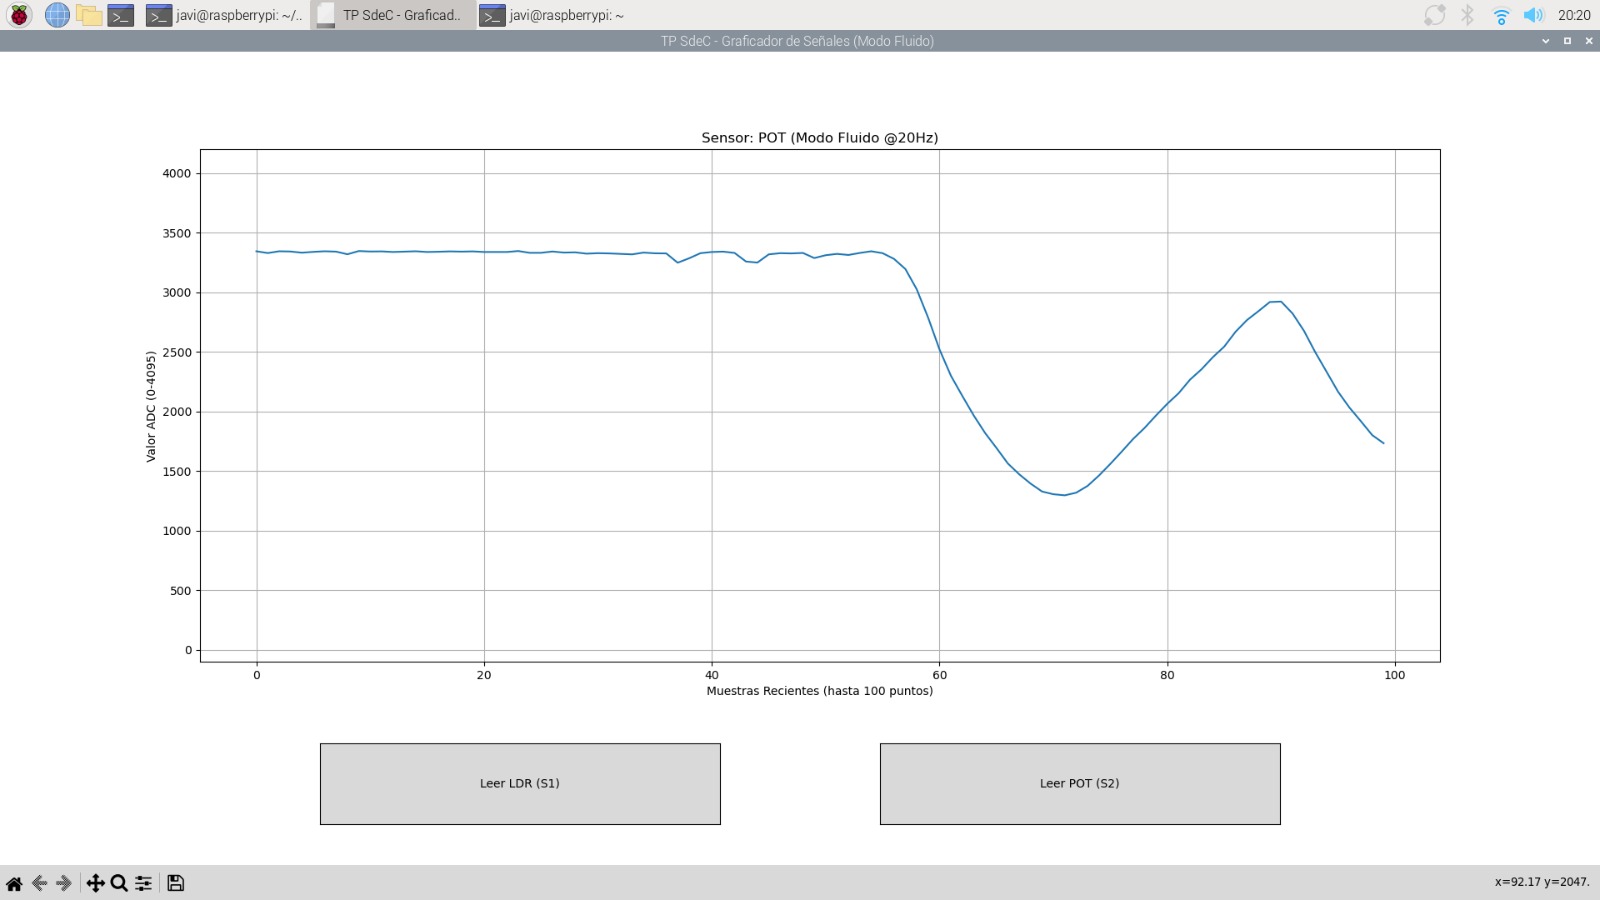 javi@raspberrypi: ~/..
TP SdeC - Graficad..
javi@raspberrypi: ~
20:20
TP SdeC - Graficador de Señales (Modo Fluido)
Sensor: POT (Modo Fluido @20Hz)
4000
3500
3000
2500
2000
1500
1000
500
0
Valor ADC (0-4095)
0 20 40 60 80 100
Muestras Recientes (hasta 100 puntos)
Leer LDR (S1)
Leer POT (S2)
x=92.17 y=2047.